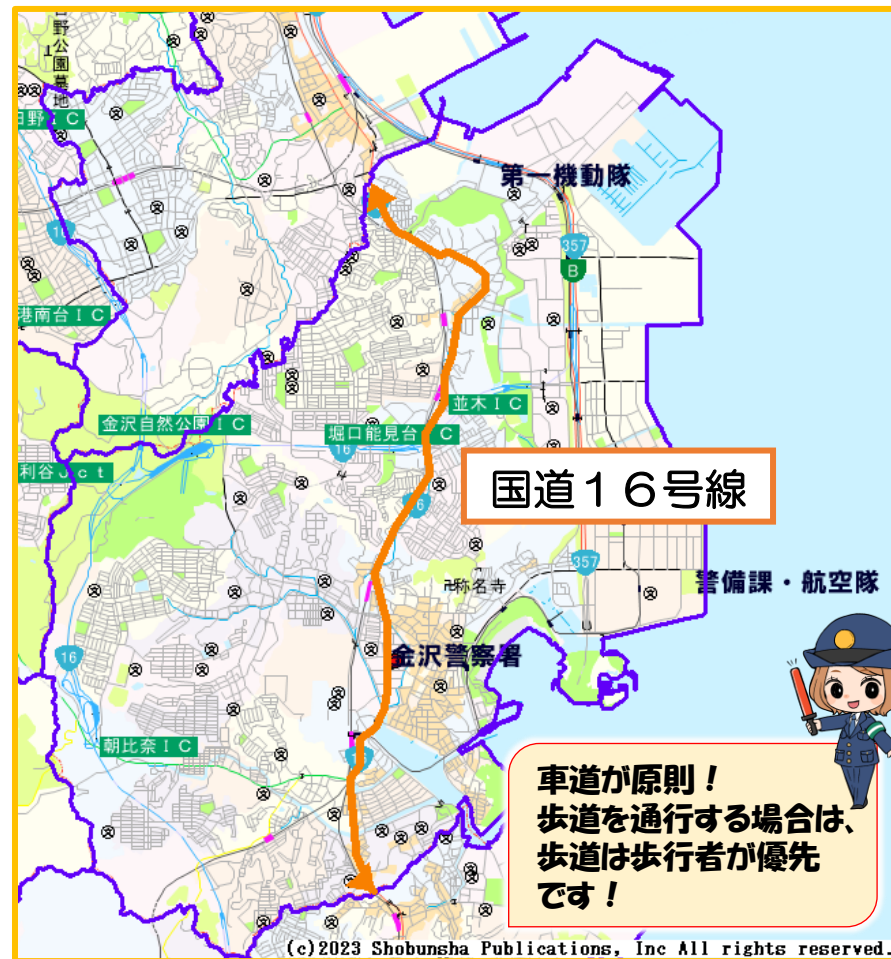 日野公園墓地
日野ＩＣ
第一機動隊
357
B
港南台ＩＣ
並木ＩＣ
金沢自然公園ＩＣ
堀口能見台ＩＣ
16
16
国道１６号線
357
卍称名寺
警備課・航空隊
金沢警察署
16
朝比奈ＩＣ
車道が原則！
歩道を通行する場合は、
歩道は歩行者が優先
です！
(c)2023 Shobunsha Publications, Inc All rights reserved.